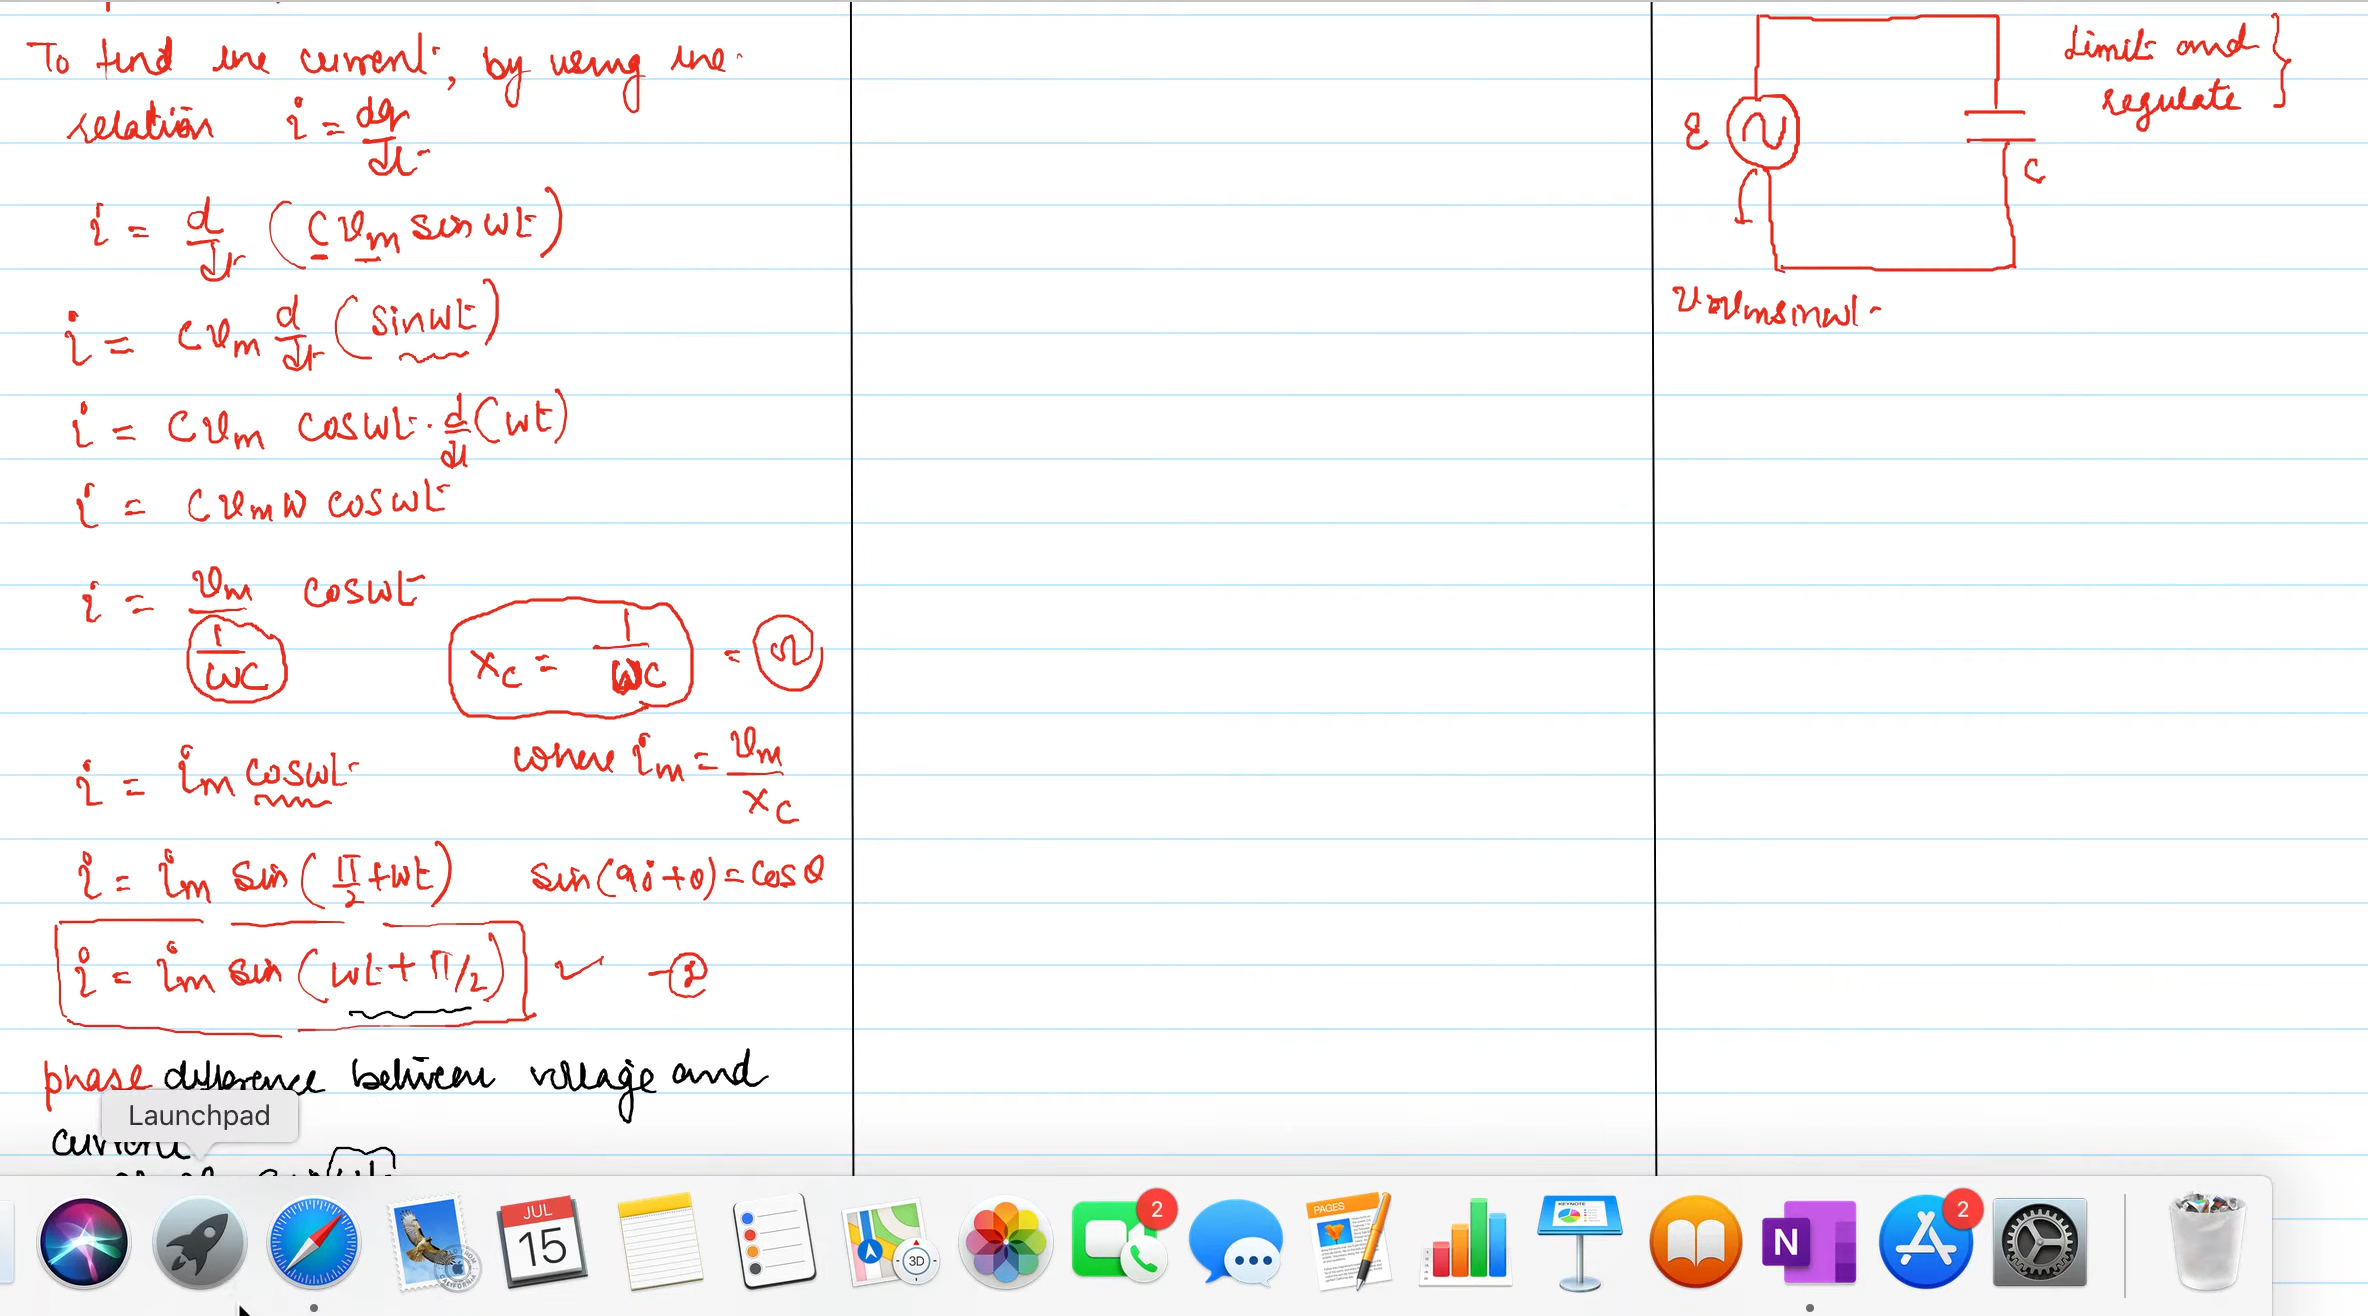 To find the current, by using the
relation i = dq/dt
i = d/dt (C vm sin wt)
i = C vm d/dt (sin wt)
i = C vm cos wt · d/dt (wt)
i = C vm w cos wt
i = vm / (1/wC) cos wt
xc = 1/wC = Ω
i = im cos wt where im = vm/xc
i = im sin (π/2 + wt) sin(90 + θ) = cos θ
i = im sin (wt + π/2) ✓ - 2
phase difference between voltage and
current
Launchpad
Limit and
regulate
ε
C
v = vm sin wt
JUL
15
3D
2
PAGES
KEYNOTE
N
2